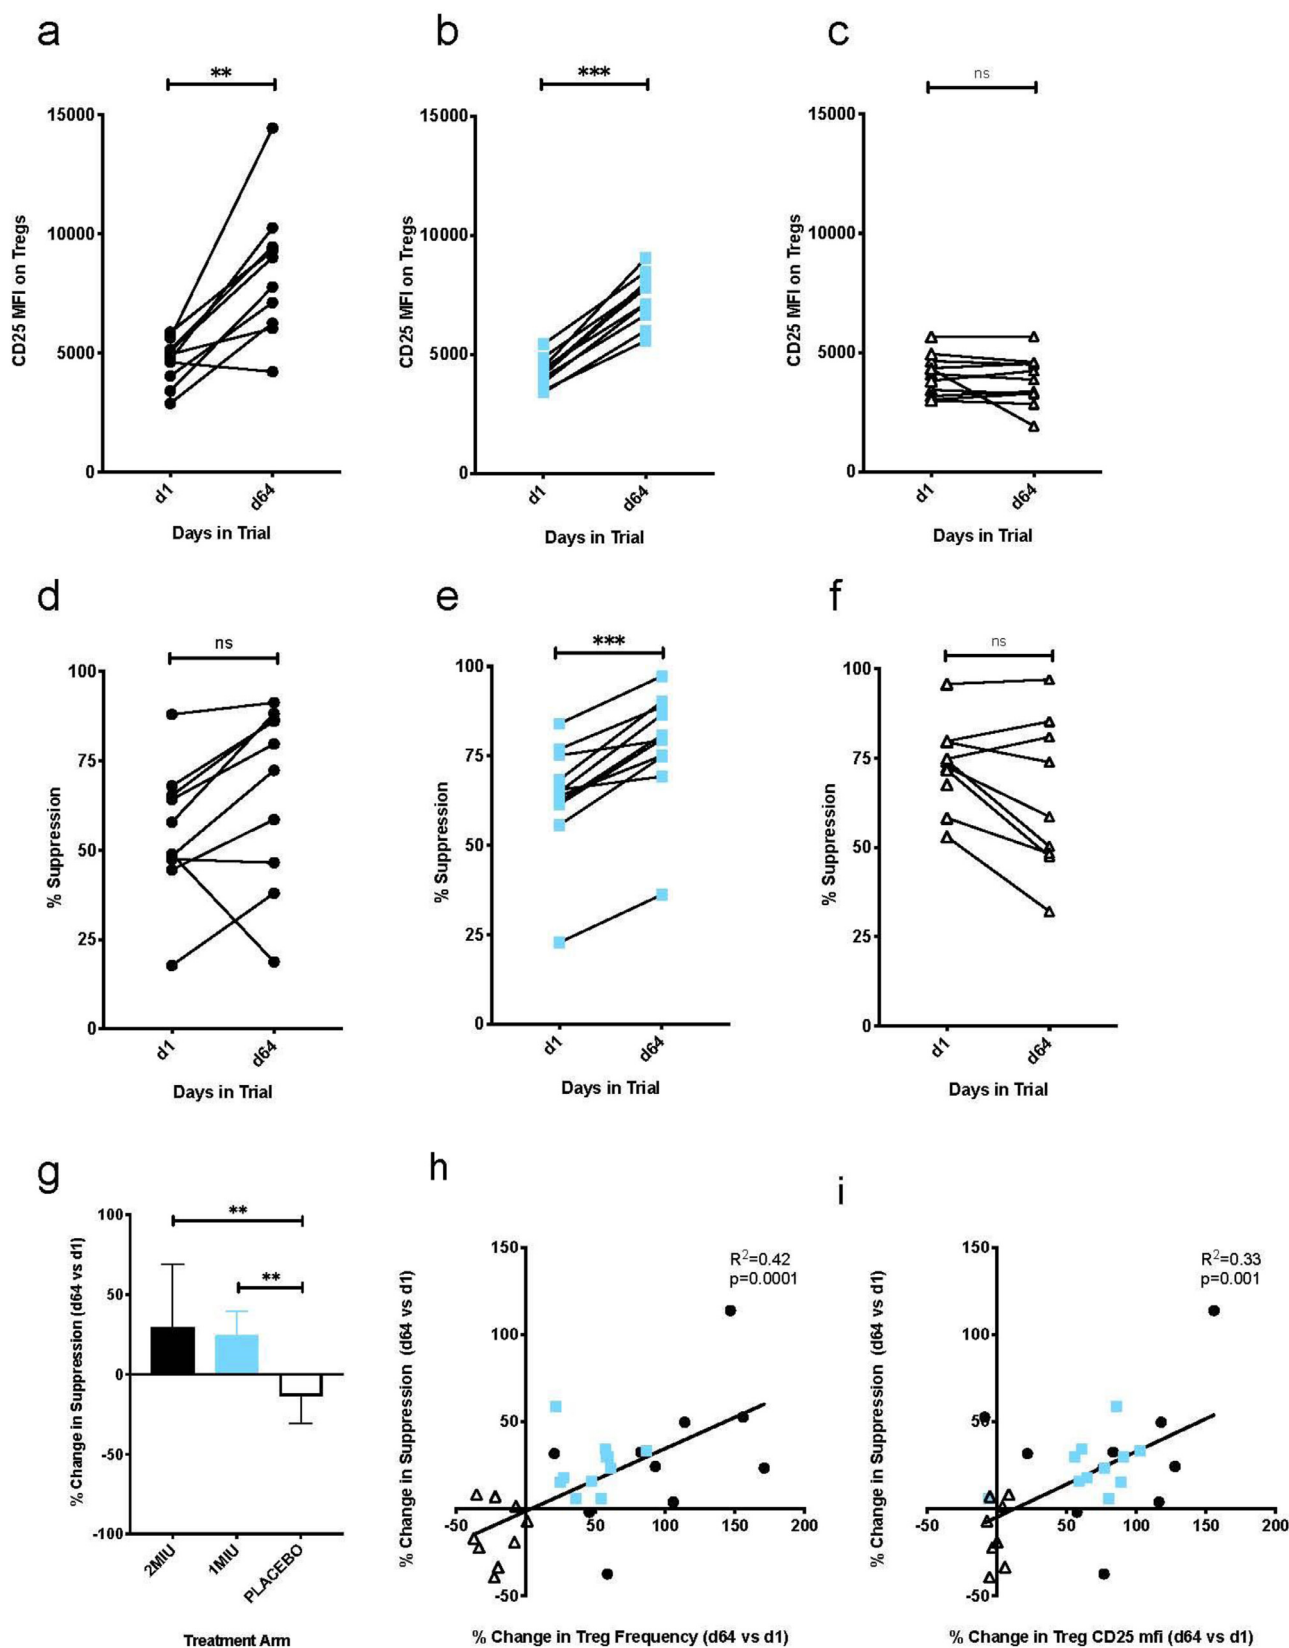 a
**
15000
10000
5000
0
CD25 MFI on Tregs
d1
d64
Days in Trial
b
***
15000
10000
5000
0
CD25 MFI on Tregs
d1
d64
Days in Trial
c
ns
15000
10000
5000
0
CD25 MFI on Tregs
d1
d64
Days in Trial
d
ns
100
75
50
25
0
% Suppression
d1
d64
Days in Trial
e
***
100
75
50
25
0
% Suppression
d1
d64
Days in Trial
f
ns
100
75
50
25
0
% Suppression
d1
d64
Days in Trial
g
**
**
100
50
0
-50
-100
% Change in Suppression (d64 vs d1)
2MIU
1MIU
PLACEBO
Treatment Arm
h
R²=0.42
p=0.0001
150
100
50
-50
-50
50
100
150
200
% Change in Suppression (d64 vs d1)
% Change in Treg Frequency (d64 vs d1)
i
R²=0.33
p=0.001
150
100
50
-50
-50
50
100
150
200
% Change in Suppression (d64 vs d1)
% Change in Treg CD25 mfi (d64 vs d1)